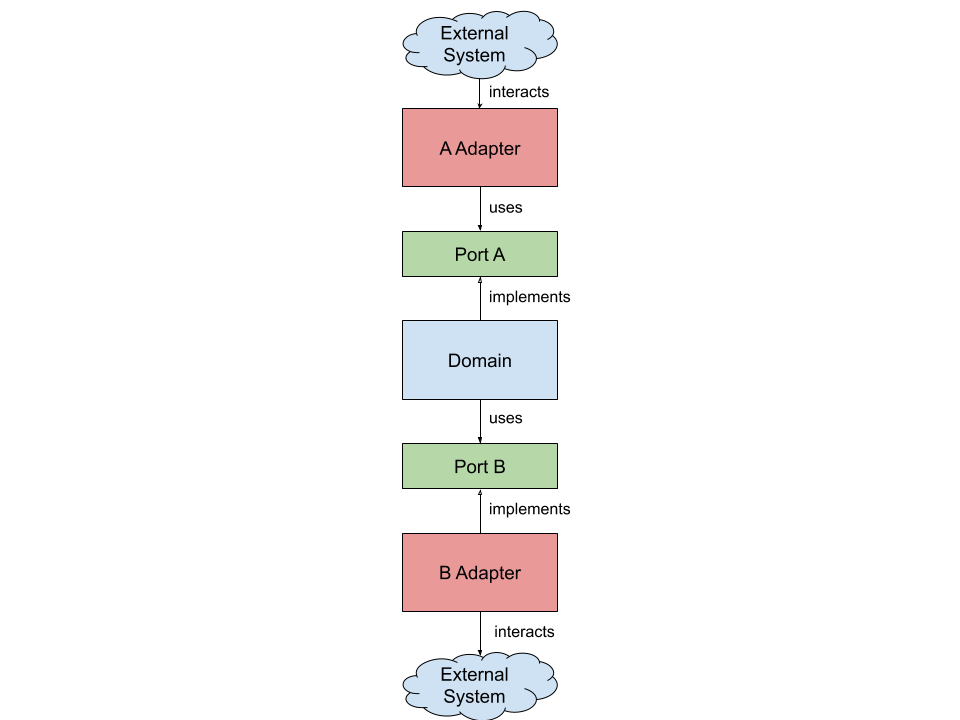 External
System
interacts
A Adapter
uses
Port A
implements
Domain
uses
Port B
implements
B Adapter
interacts
External
System